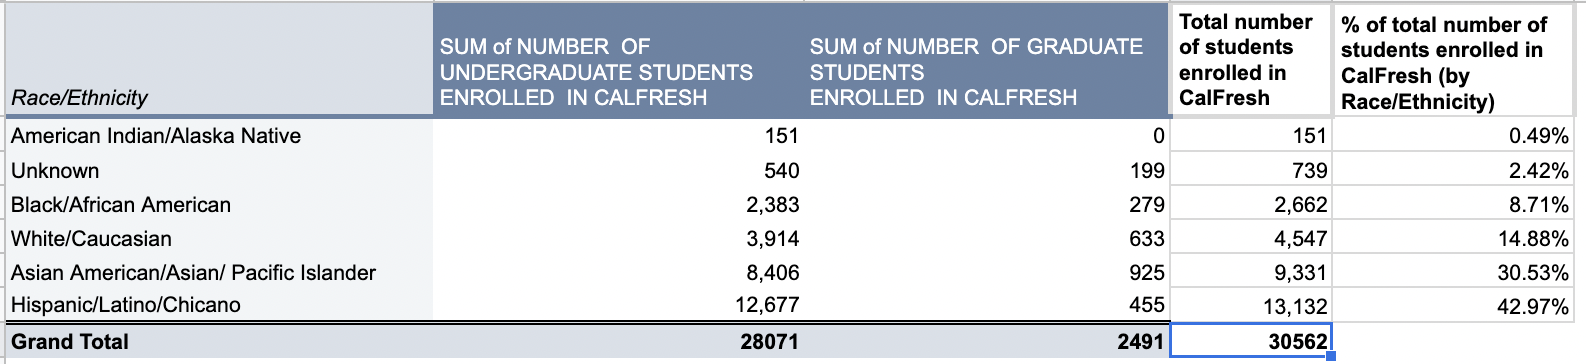 Race/Ethnicity
SUM of NUMBER OF
UNDERGRADUATE STUDENTS
ENROLLED IN CALFRESH
SUM of NUMBER OF GRADUATE
STUDENTS
ENROLLED IN CALFRESH
Total number
of students
enrolled in
CalFresh
% of total number of
students enrolled in
CalFresh (by
Race/Ethnicity)
American Indian/Alaska Native 151 0 151 0.49%
Unknown 540 199 739 2.42%
Black/African American 2,383 279 2,662 8.71%
White/Caucasian 3,914 633 4,547 14.88%
Asian American/Asian/ Pacific Islander 8,406 925 9,331 30.53%
Hispanic/Latino/Chicano 12,677 455 13,132 42.97%
Grand Total 28071 2491 30562